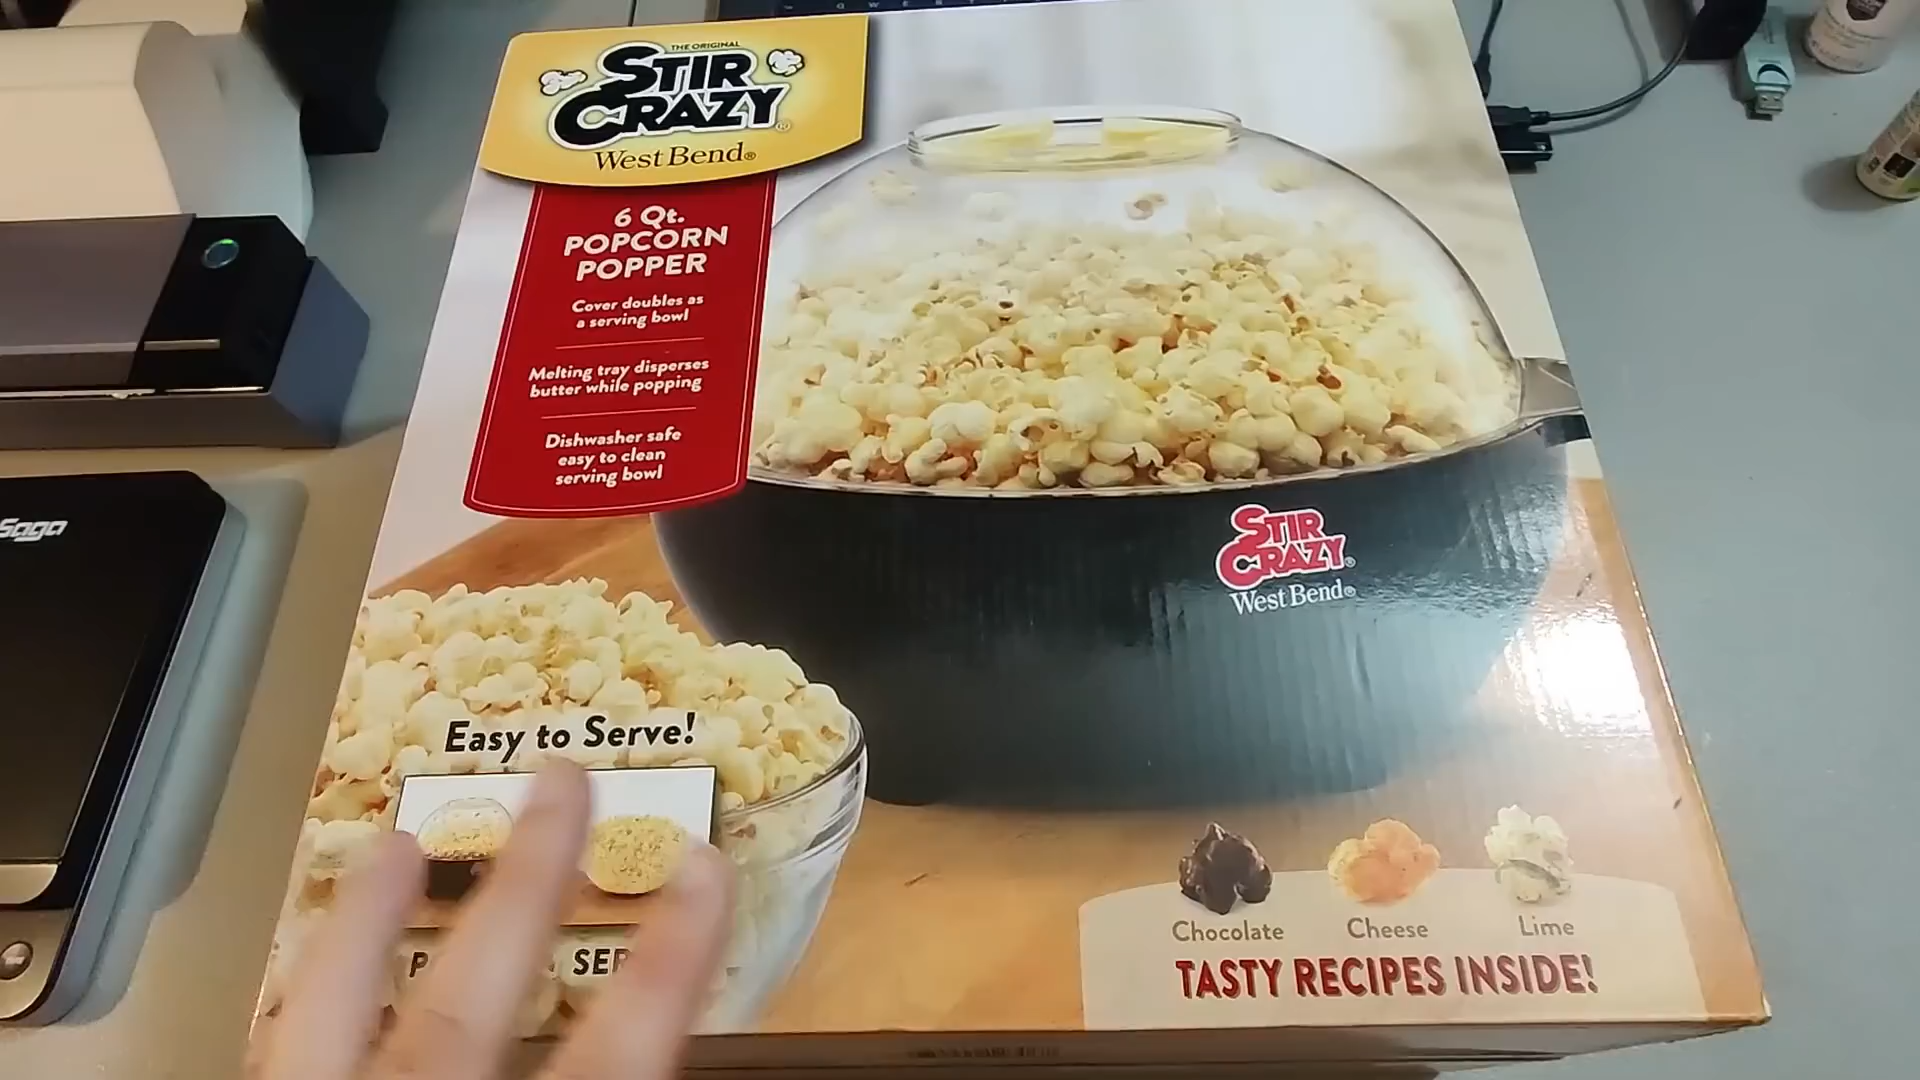 THE ORIGINAL
STIR
CRAZY®
West Bend®
6 Qt.
POPCORN
POPPER
Cover doubles as
a serving bowl
Melting tray disperses
butter while popping
Dishwasher safe
easy to clean
serving bowl
Saga
STIR
CRAZY®
West Bend®
Easy to Serve!
Chocolate
Cheese
Lime
TASTY RECIPES INSIDE!